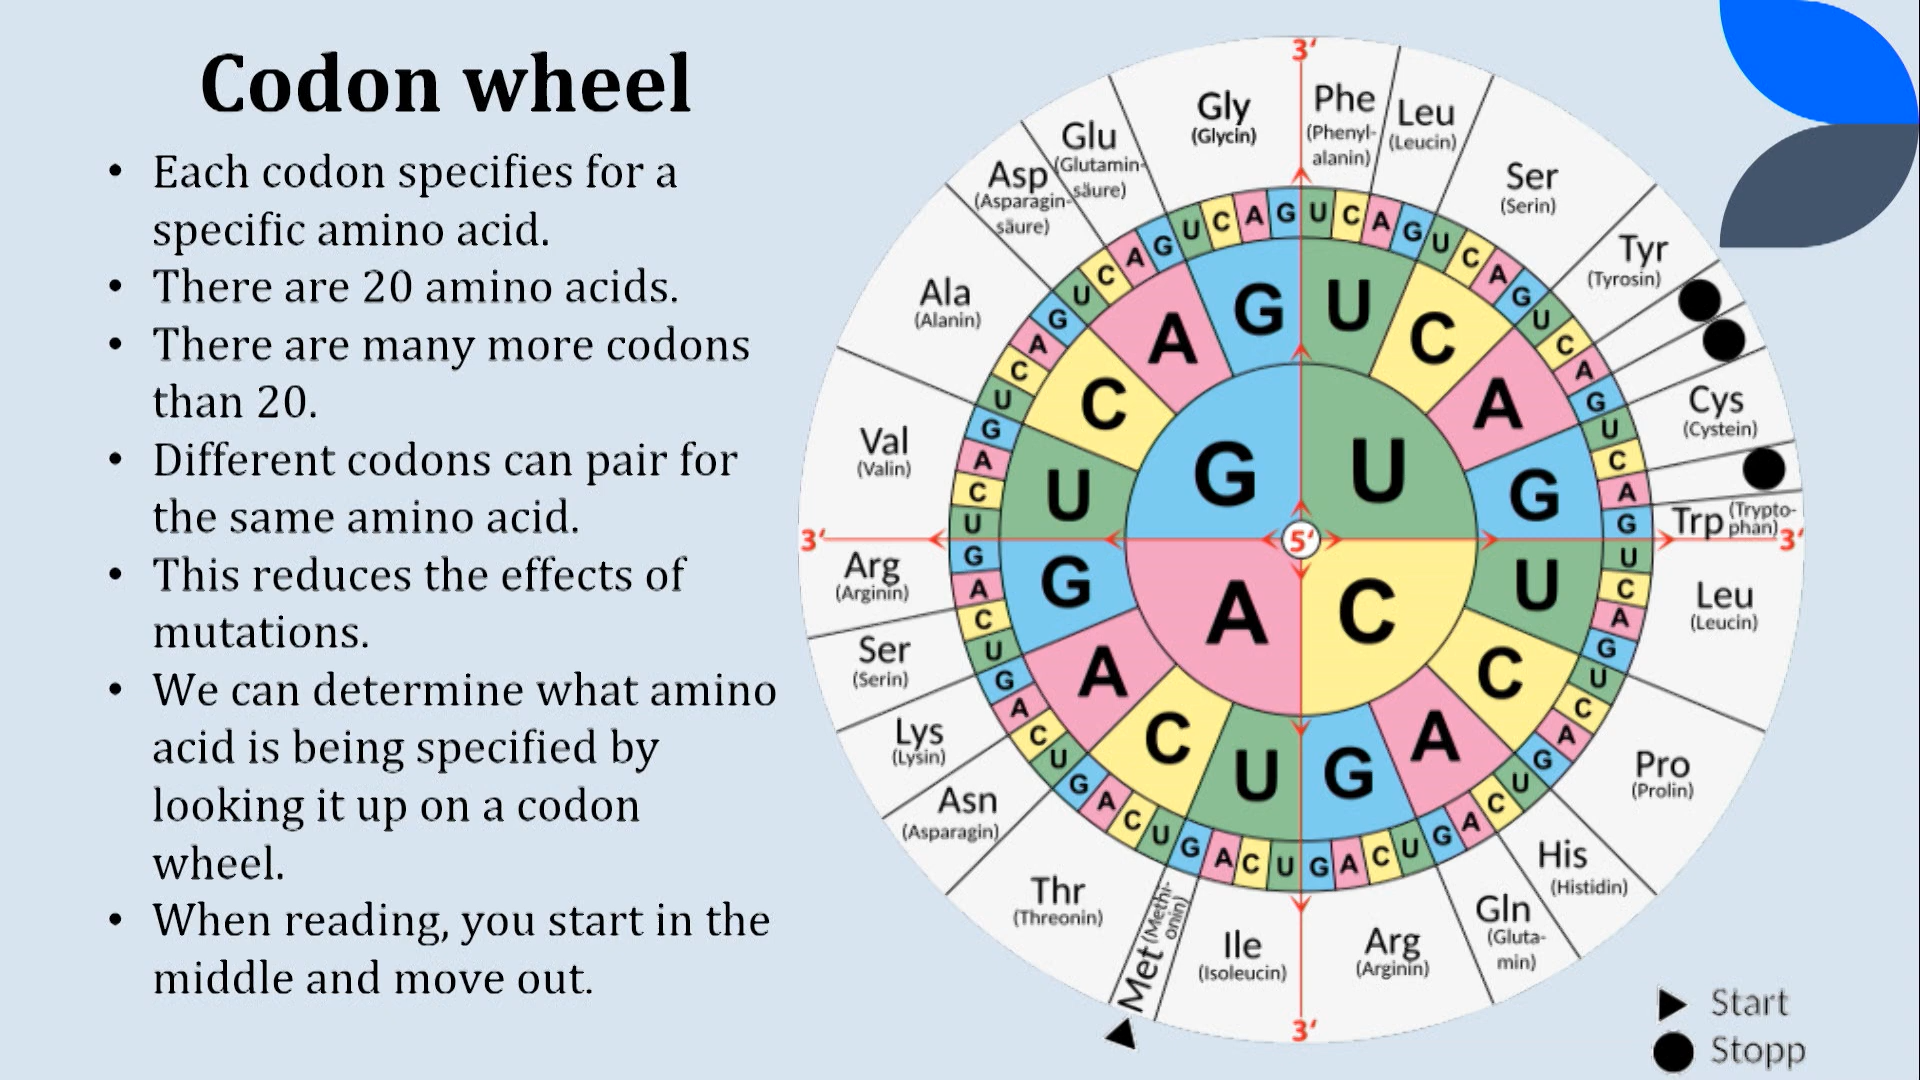 Codon wheel
• Each codon specifies for a
specific amino acid.
• There are 20 amino acids.
• There are many more codons
than 20.
• Different codons can pair for
the same amino acid.
• This reduces the effects of
mutations.
• We can determine what amino
acid is being specified by
looking it up on a codon
wheel.
• When reading, you start in the
middle and move out.
3‘
Gly
(Glycin)
Phe
(Phenyl-
alanin)
Leu
(Leucin)
Ser
(Serin)
Tyr
(Tyrosin)
Cys
(Cystein)
Trp (Trypto-
phan)
3‘
Leu
(Leucin)
Pro
(Prolin)
His
(Histidin)
Gln
(Gluta-
min)
Arg
(Arginin)
3‘
Ile
(Isoleucin)
Met (Methi-
onin)
Thr
(Threonin)
Asn
(Asparagin)
Lys
(Lysin)
Ser
(Serin)
Arg
(Arginin)
3‘
Val
(Valin)
Ala
(Alanin)
Asp
(Asparagin-
säure)
Glu
(Glutamin-
säure)
U C A G U C A G U C A G U C A G
U C A G U C A G U C A G U C A G
G A C U G A C U G A C U G A C U
G A C U G A C U G A C U G A C U
U C A G
U C A G
G A C U
G A C U
G U
5‘
A C
Start
Stopp